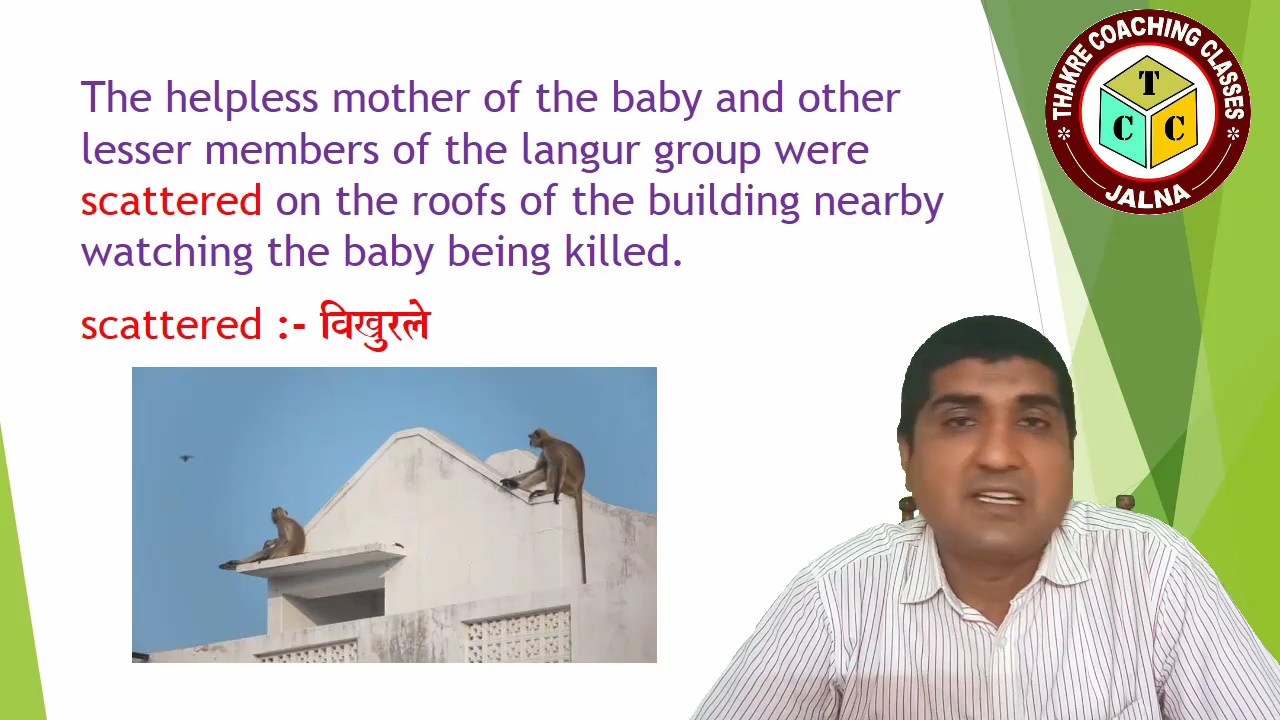 The helpless mother of the baby and other
lesser members of the langur group were
scattered on the roofs of the building nearby
watching the baby being killed.
scattered :- विखुरले
THAKRE COACHING CLASSES
T
C C
JALNA